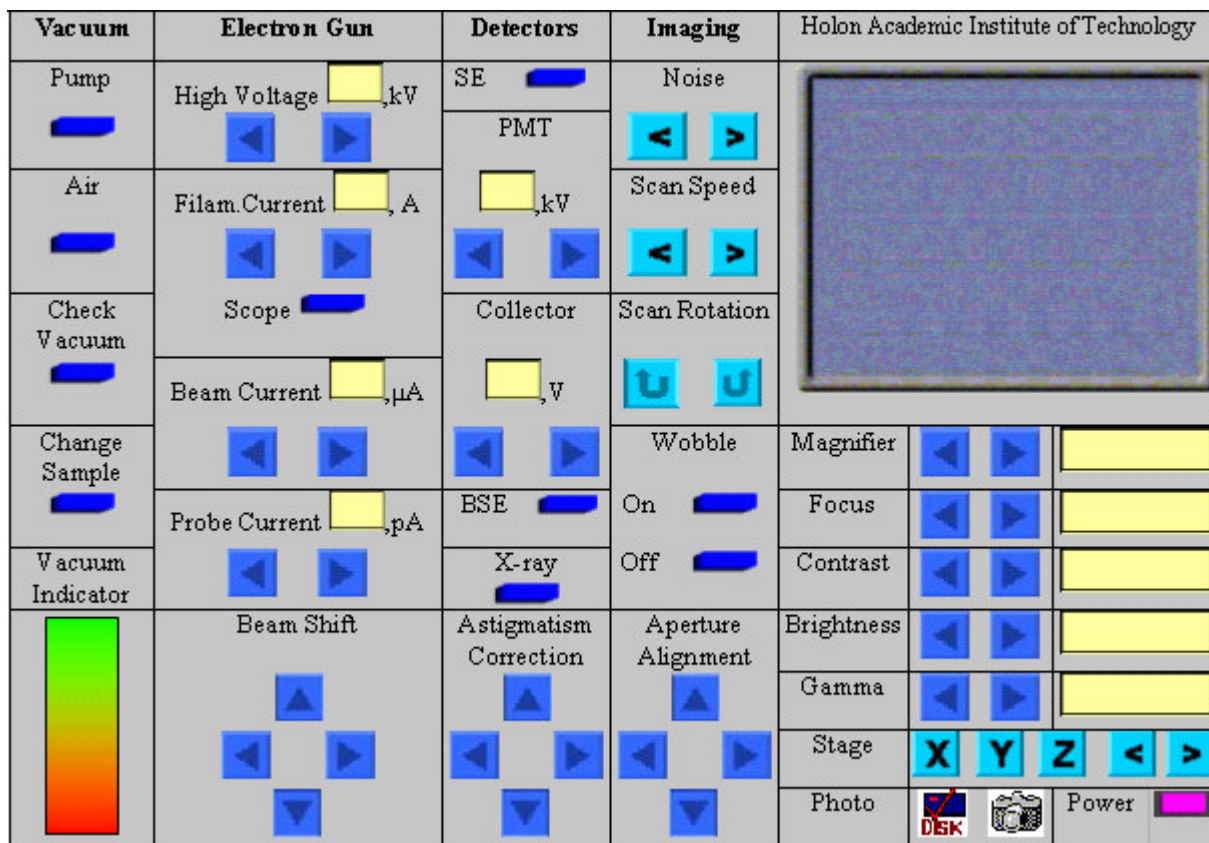 Vacuum
Electron Gun
Detectors
Imaging
Holon Academic Institute of Technology
Pump
High Voltage ,kV
SE
Noise
PMT
Air
Filam.Current , A
,kV
Scan Speed
Check
Vacuum
Scope
Collector
Scan Rotation
Beam Current ,µA
,V
Change
Sample
Wobble
Magnifier
Probe Current ,pA
BSE
On
Focus
Vacuum
Indicator
X-ray
Off
Contrast
Beam Shift
Astigmatism
Correction
Aperture
Alignment
Brightness
Gamma
Stage
X Y Z < >
Photo
DISK
Power
< >
< >